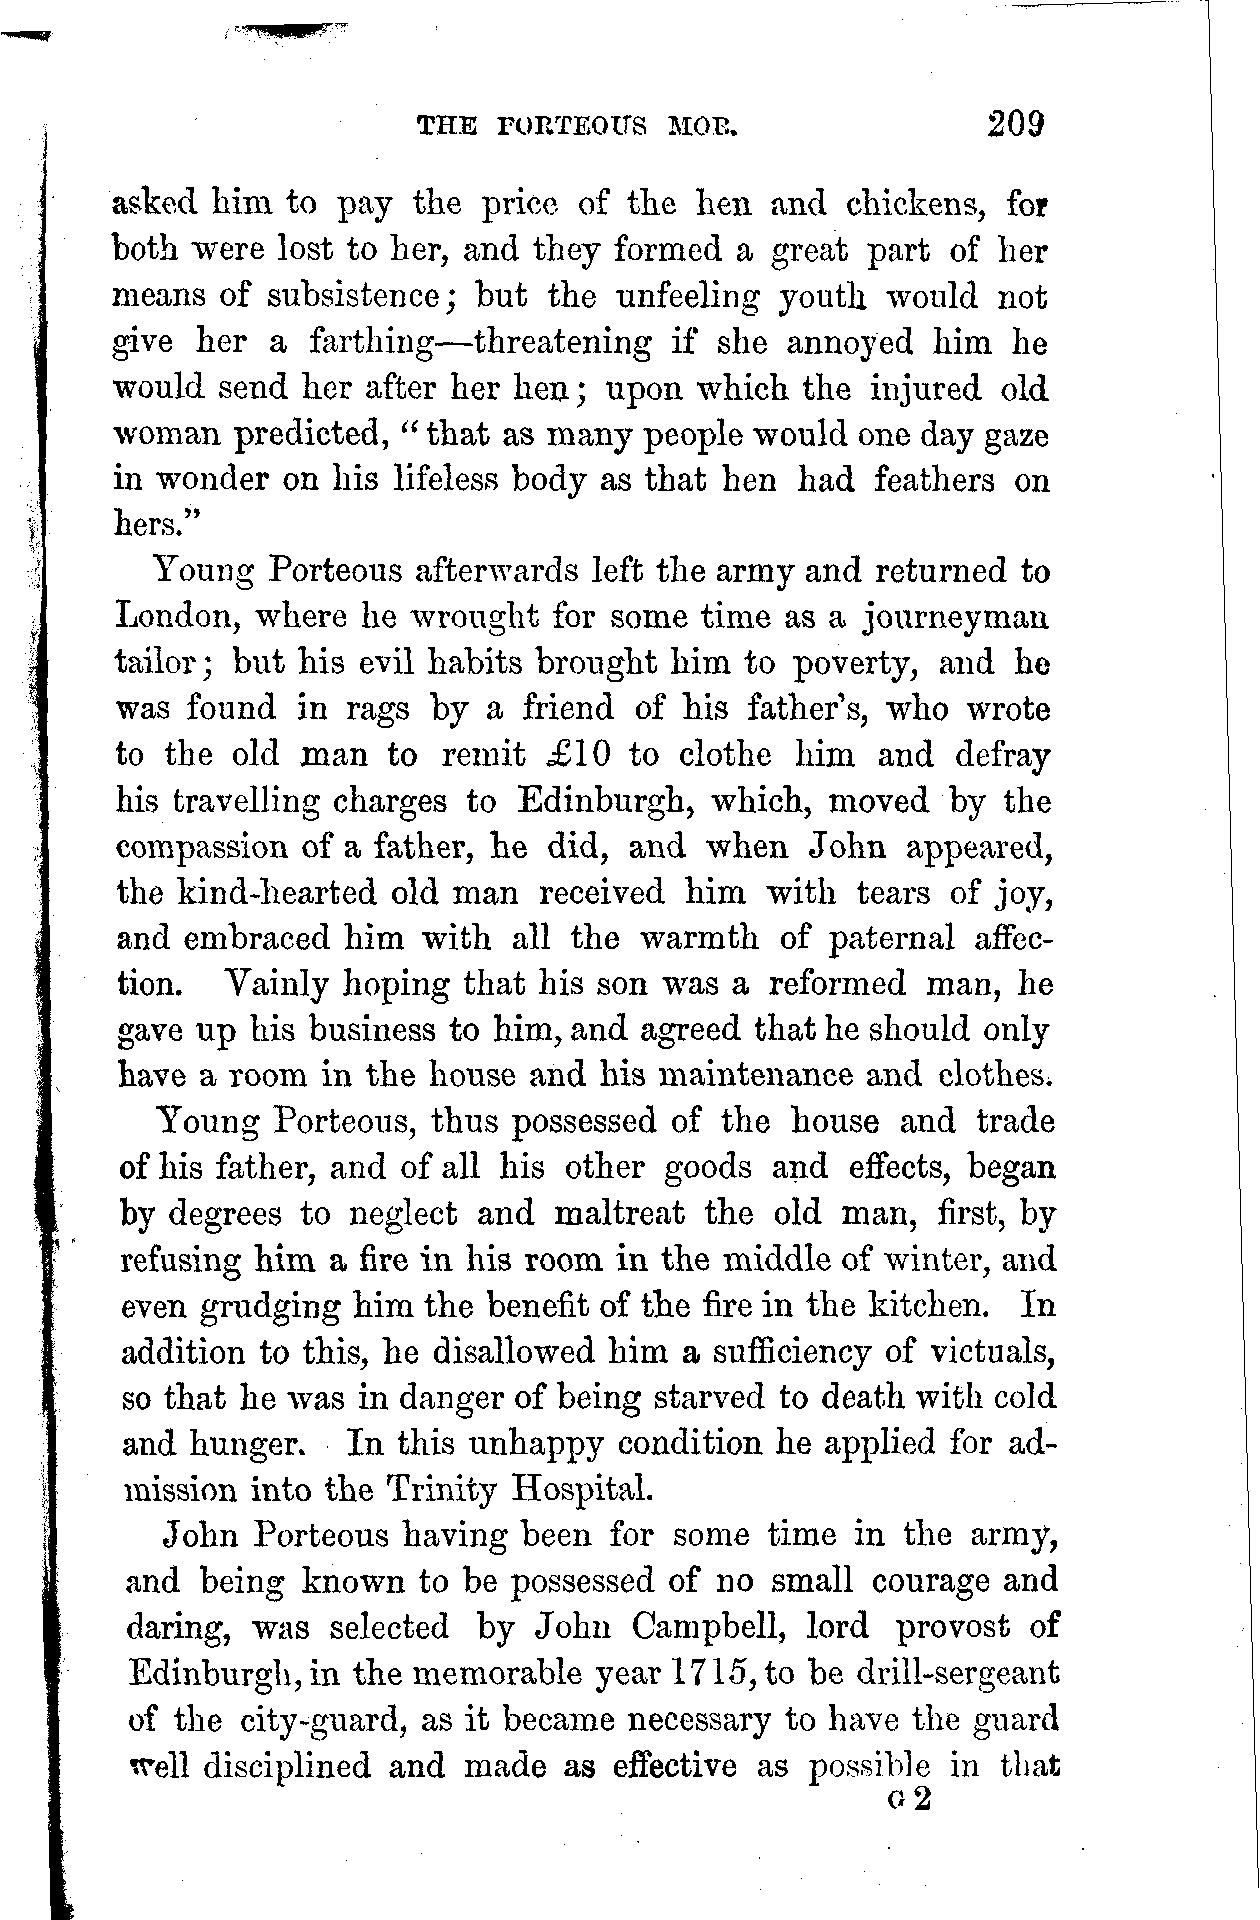 THE PORTEOUS MOB. 209
asked him to pay the price of the hen and chickens, for
both were lost to her, and they formed a great part of her
means of subsistence; but the unfeeling youth would not
give her a farthing—threatening if she annoyed him he
would send her after her hen; upon which the injured old
woman predicted, “that as many people would one day gaze
in wonder on his lifeless body as that hen had feathers on
hers.”
Young Porteous afterwards left the army and returned to
London, where he wrought for some time as a journeyman
tailor; but his evil habits brought him to poverty, and he
was found in rags by a friend of his father's, who wrote
to the old man to remit £10 to clothe him and defray
his travelling charges to Edinburgh, which, moved by the
compassion of a father, he did, and when John appeared,
the kind-hearted old man received him with tears of joy,
and embraced him with all the warmth of paternal affec-
tion. Vainly hoping that his son was a reformed man, he
gave up his business to him, and agreed that he should only
have a room in the house and his maintenance and clothes.
Young Porteous, thus possessed of the house and trade
of his father, and of all his other goods and effects, began
by degrees to neglect and maltreat the old man, first, by
refusing him a fire in his room in the middle of winter, and
even grudging him the benefit of the fire in the kitchen. In
addition to this, he disallowed him a sufficiency of victuals,
so that he was in danger of being starved to death with cold
and hunger. In this unhappy condition he applied for ad-
mission into the Trinity Hospital.
John Porteous having been for some time in the army,
and being known to be possessed of no small courage and
daring, was selected by John Campbell, lord provost of
Edinburgh, in the memorable year 1715, to be drill-sergeant
of the city-guard, as it became necessary to have the guard
well disciplined and made as effective as possible in that
G 2